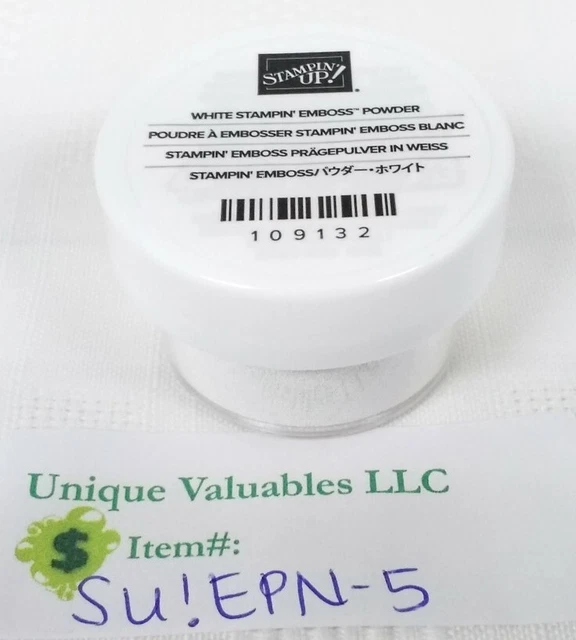 STAMPIN' UP!
WHITE STAMPIN' EMBOSS™ POWDER
POUDRE À EMBOSSER STAMPIN' EMBOSS BLANC
STAMPIN' EMBOSS PRÄGEPULVER IN WEISS
STAMPIN' EMBOSSパウダー・ホワイト
109132
Unique Valuables LLC
$ Item#:
SU!EPN-5